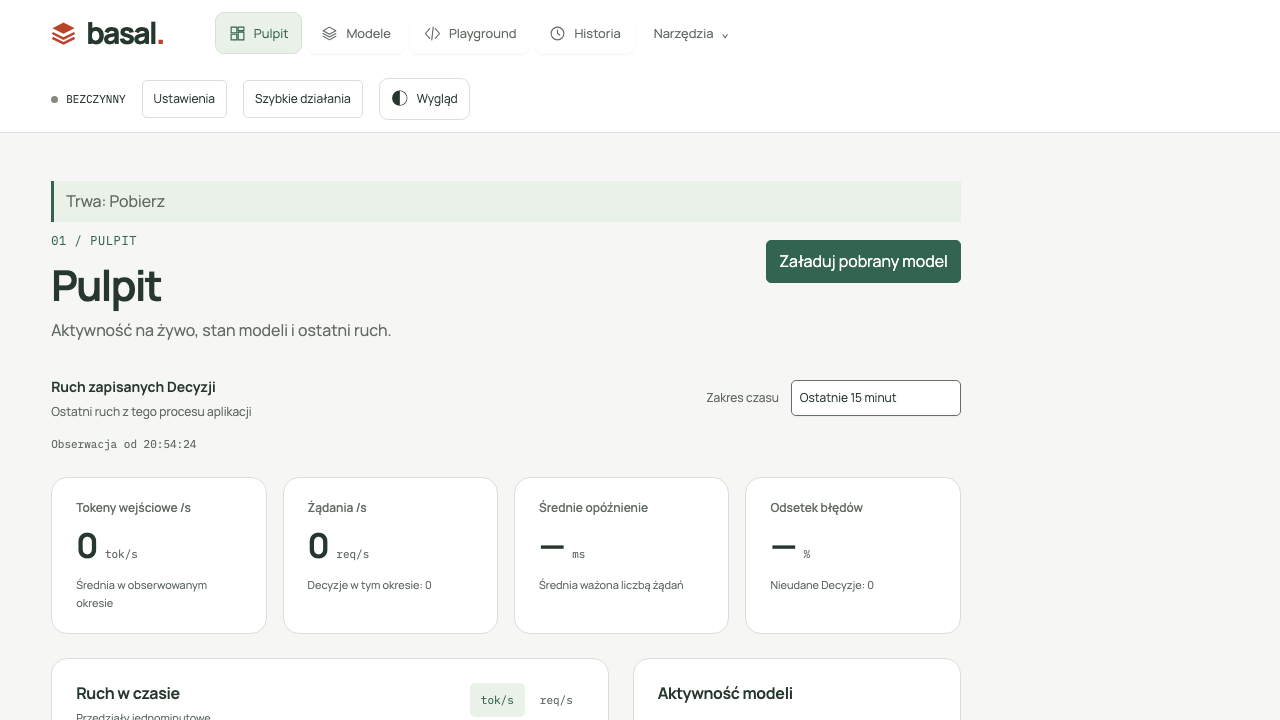 basal.
Pulpit
Modele
Playground
Historia
Narzędzia
BEZCZYNNY
Ustawienia
Szybkie działania
Wygląd
Trwa: Pobierz
01 / PULPIT
Pulpit
Załaduj pobrany model
Aktywność na żywo, stan modeli i ostatni ruch.
Ruch zapisanych Decyzji
Ostatni ruch z tego procesu aplikacji
Obserwacja od 20:54:24
Zakres czasu
Ostatnie 15 minut
Tokeny wejściowe /s
0 tok/s
Średnia w obserwowanym
okresie
Żądania /s
0 req/s
Decyzje w tym okresie: 0
Średnie opóźnienie
— ms
Średnia ważona liczbą żądań
Odsetek błędów
— %
Nieudane Decyzje: 0
Ruch w czasie
Przedziały jednominutowe
tok/s
req/s
Aktywność modeli